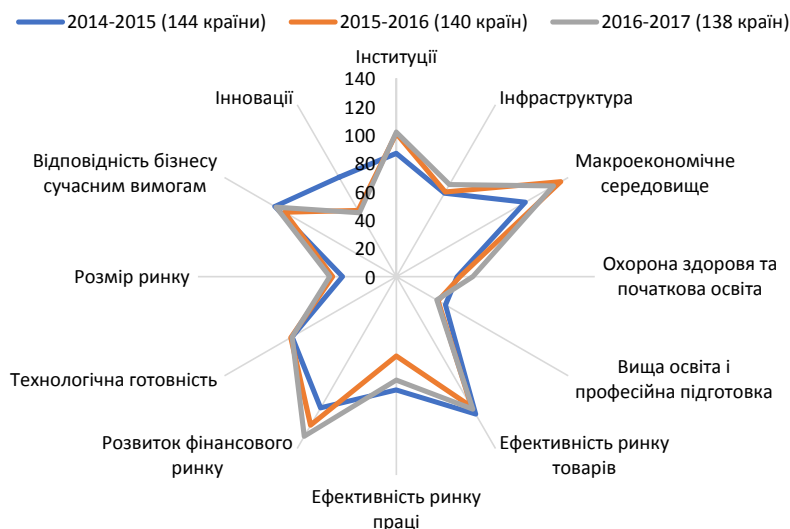 2014-2015 (144 країни)
2015-2016 (140 країн)
2016-2017 (138 країн)
Інституції
140
120
100
80
60
40
20
0
Інфраструктура
Макроекономічне
середовище
Охорона здоровя та
початкова освіта
Вища освіта і
професійна підготовка
Ефективність ринку
товарів
Ефективність ринку
праці
Розвиток фінансового
ринку
Технологічна готовність
Розмір ринку
Відповідність бізнесу
сучасним вимогам
Інновації